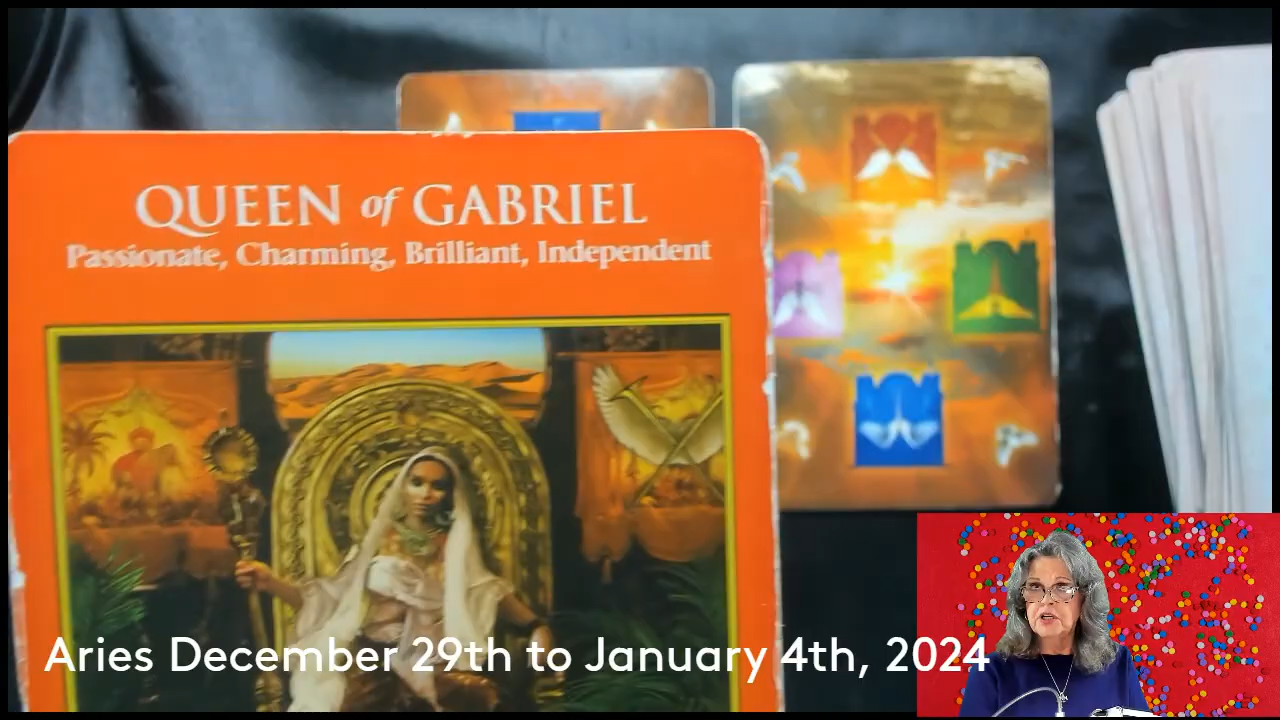 QUEEN of GABRIEL
Passionate, Charming, Brilliant, Independent
Aries December 29th to January 4th, 2024